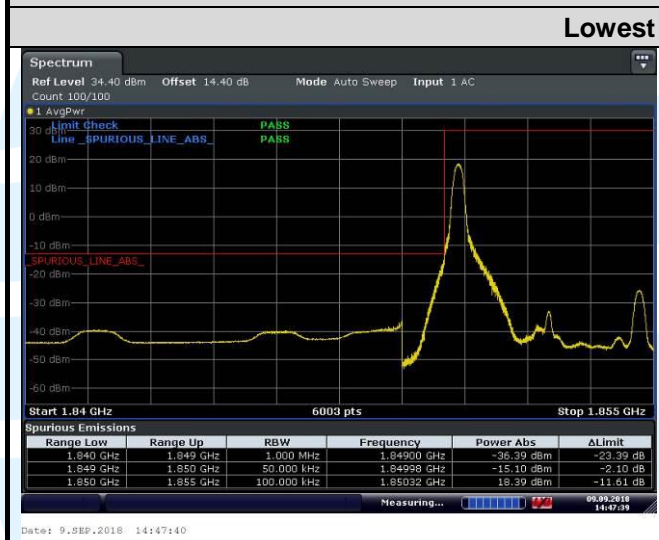 Lowest
Spectrum
Ref Level 34.40 dBm Offset 14.40 dB Mode Auto Sweep Input 1 AC
Count 100/100
1 AvgPwr
30 dBm Limit Check PASS
Line _SPURIOUS_LINE_ABS_ PASS
20 dBm
10 dBm
0 dBm
-10 dBm
_SPURIOUS_LINE_ABS_
-20 dBm
-30 dBm
-40 dBm
-50 dBm
-60 dBm
Start 1.84 GHz 6003 pts Stop 1.855 GHz
Spurious Emissions
Range Low Range Up RBW Frequency Power Abs ΔLimit
1.840 GHz 1.849 GHz 1.000 MHz 1.84900 GHz -36.39 dBm -23.39 dB
1.849 GHz 1.850 GHz 50.000 kHz 1.84998 GHz -15.10 dBm -2.10 dB
1.850 GHz 1.855 GHz 100.000 kHz 1.85032 GHz 18.39 dBm -11.61 dB
Measuring... 09.09.2018
14:47:39
Date: 9.SEP.2018 14:47:40